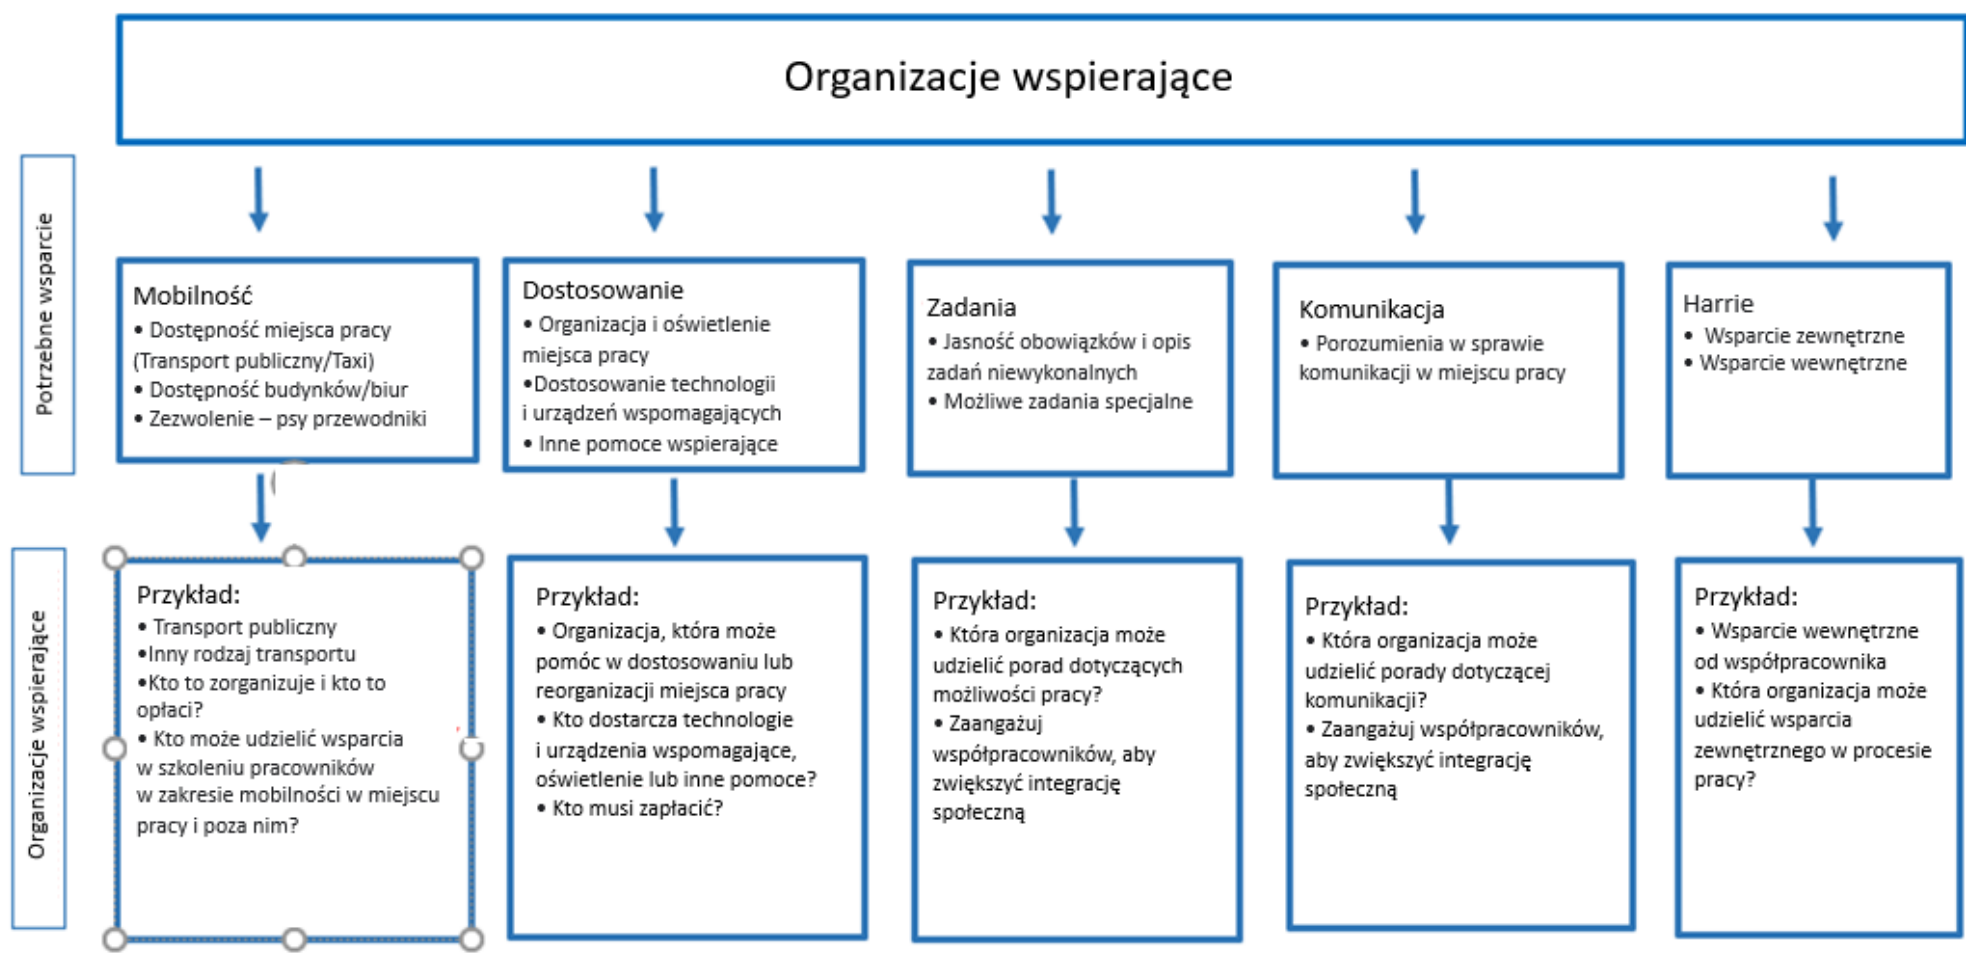 Organizacje wspierające
Potrzebne wsparcie
Mobilność
• Dostępność miejsca pracy
(Transport publiczny/Taxi)
• Dostępność budynków/biur
• Zezwolenie – psy przewodniki
Dostosowanie
• Organizacja i oświetlenie
miejsca pracy
•Dostosowanie technologii
i urządzeń wspomagających
• Inne pomoce wspierające
Zadania
• Jasność obowiązków i opis
zadań niewykonalnych
• Możliwe zadania specjalne
Komunikacja
• Porozumienia w sprawie
komunikacji w miejscu pracy
Harrie
• Wsparcie zewnętrzne
• Wsparcie wewnętrzne
Organizacje wspierające
Przykład:
• Transport publiczny
•Inny rodzaj transportu
•Kto to zorganizuje i kto to
opłaci?
• Kto może udzielić wsparcia
w szkoleniu pracowników
w zakresie mobilności w miejscu
pracy i poza nim?
Przykład:
• Organizacja, która może
pomóc w dostosowaniu lub
reorganizacji miejsca pracy
• Kto dostarcza technologie
i urządzenia wspomagające,
oświetlenie lub inne pomoce?
• Kto musi zapłacić?
Przykład:
• Która organizacja może
udzielić porad dotyczących
możliwości pracy?
• Zaangażuj
współpracowników, aby
zwiększyć integrację
społeczną
Przykład:
• Która organizacja może
udzielić porady dotyczącej
komunikacji?
• Zaangażuj współpracowników,
aby zwiększyć integrację
społeczną
Przykład:
• Wsparcie wewnętrzne
od współpracownika
• Która organizacja może
udzielić wsparcia
zewnętrznego w procesie
pracy?